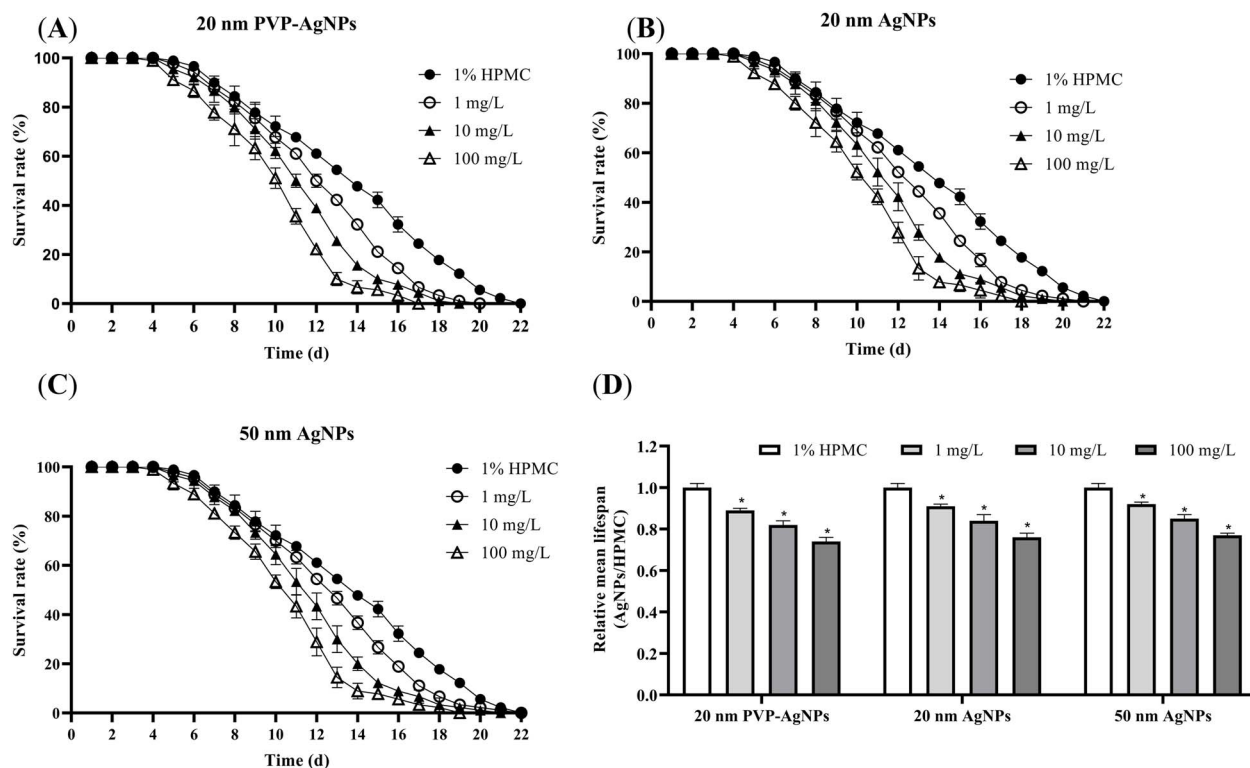 (A)
20 nm PVP-AgNPs
Survival rate (%)
100
80
60
40
20
0
1% HPMC
1 mg/L
10 mg/L
100 mg/L
0 2 4 6 8 10 12 14 16 18 20 22
Time (d)
(B)
20 nm AgNPs
Survival rate (%)
100
80
60
40
20
0
1% HPMC
1 mg/L
10 mg/L
100 mg/L
0 2 4 6 8 10 12 14 16 18 20 22
Time (d)
(C)
50 nm AgNPs
Survival rate (%)
100
80
60
40
20
0
1% HPMC
1 mg/L
10 mg/L
100 mg/L
0 2 4 6 8 10 12 14 16 18 20 22
Time (d)
(D)
Relative mean lifespan
(AgNPs/HPMC)
1.2
1.0
0.8
0.6
0.4
0.2
0.0
1% HPMC 1 mg/L 10 mg/L 100 mg/L
* * * * * * * * *
20 nm PVP-AgNPs 20 nm AgNPs 50 nm AgNPs